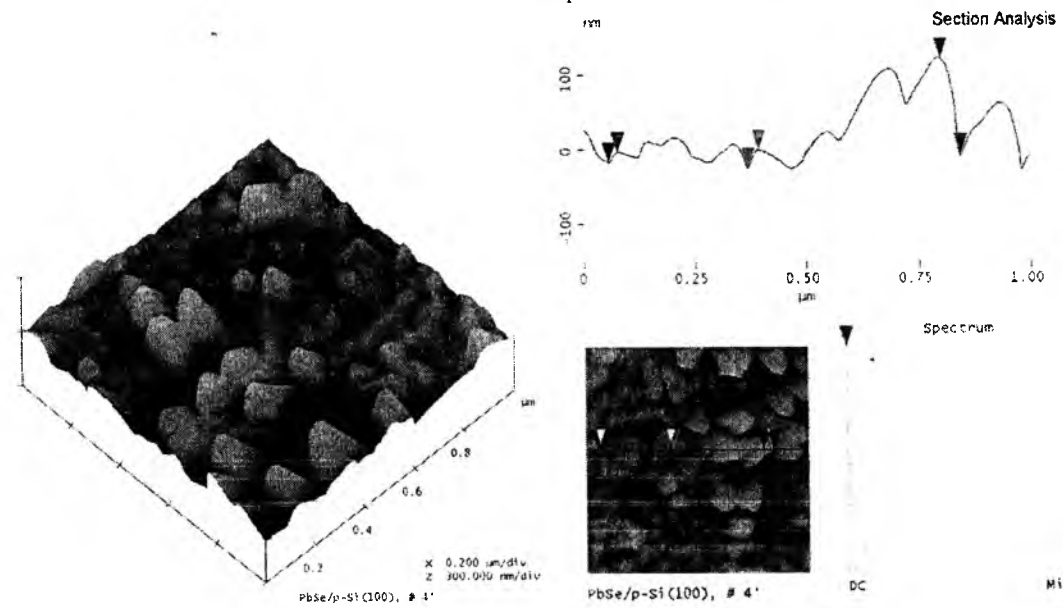 nm
Section Analysis
100
0
-100
0
0.25
0.50
0.75
1.00
µm
Spectrum
µm
0.8
0.6
0.4
0.2
X 0.200 µm/div
Z 300.000 nm/div
PbSe/p-Si(100), # 4'
PbSe/p-Si(100), # 4'
DC
Mi